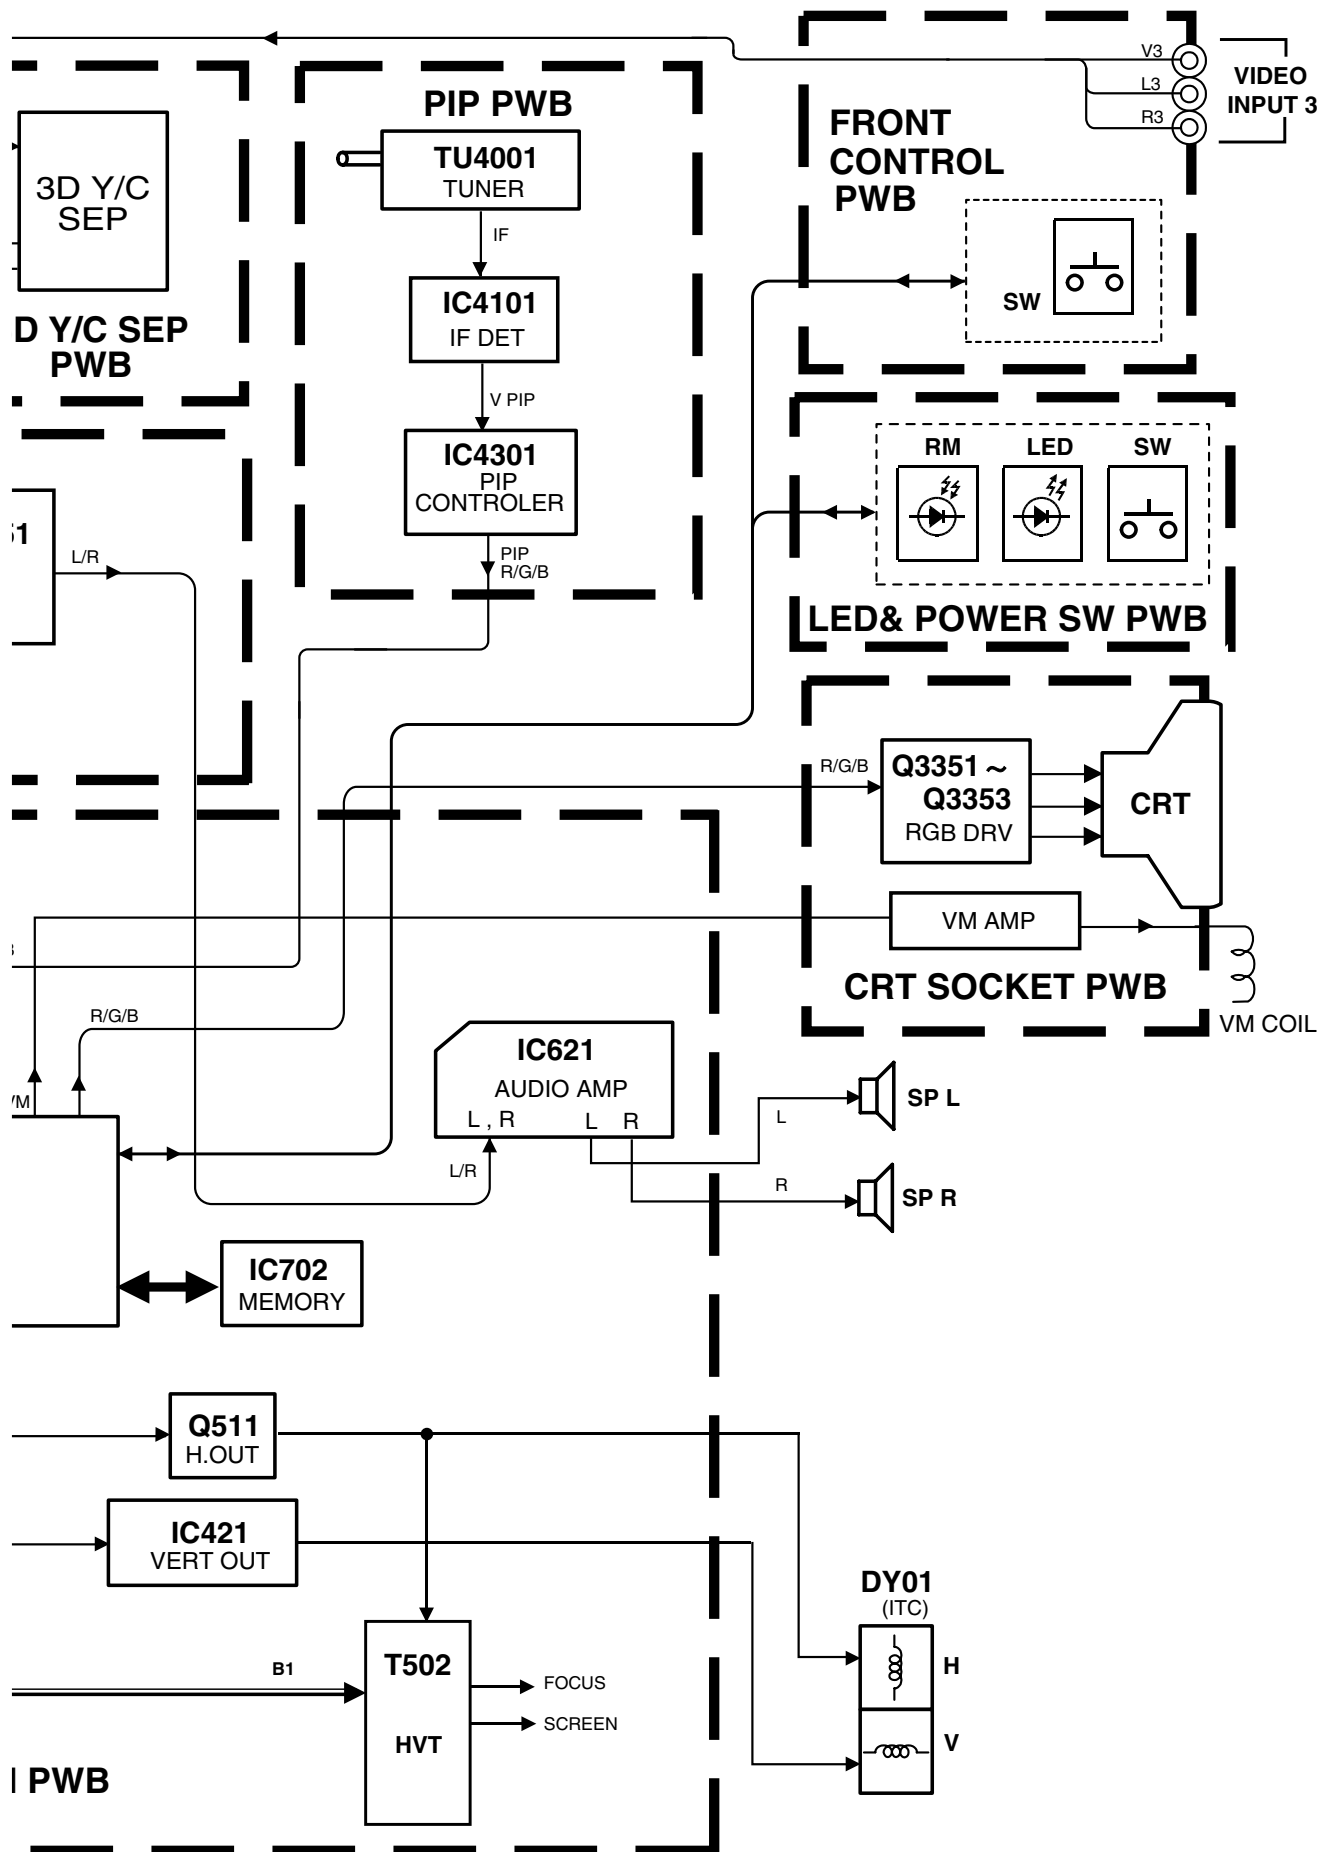 V3
L3
R3
VIDEO
INPUT 3
FRONT
CONTROL
PWB
SW
3D Y/C
SEP
D Y/C SEP
PWB
PIP PWB
TU4001
TUNER
IF
IC4101
IF DET
V PIP
IC4301
PIP
CONTROLER
PIP
R/G/B
RM
LED
SW
LED& POWER SW PWB
51
L/R
R/G/B
Q3351 ~
Q3353
RGB DRV
CRT
VM AMP
CRT SOCKET PWB
VM COIL
R/G/B
VM
IC621
AUDIO AMP
L , R
L
R
L/R
L
SP L
R
SP R
IC702
MEMORY
Q511
H.OUT
IC421
VERT OUT
DY01
(ITC)
H
V
B1
T502
HVT
FOCUS
SCREEN
PWB